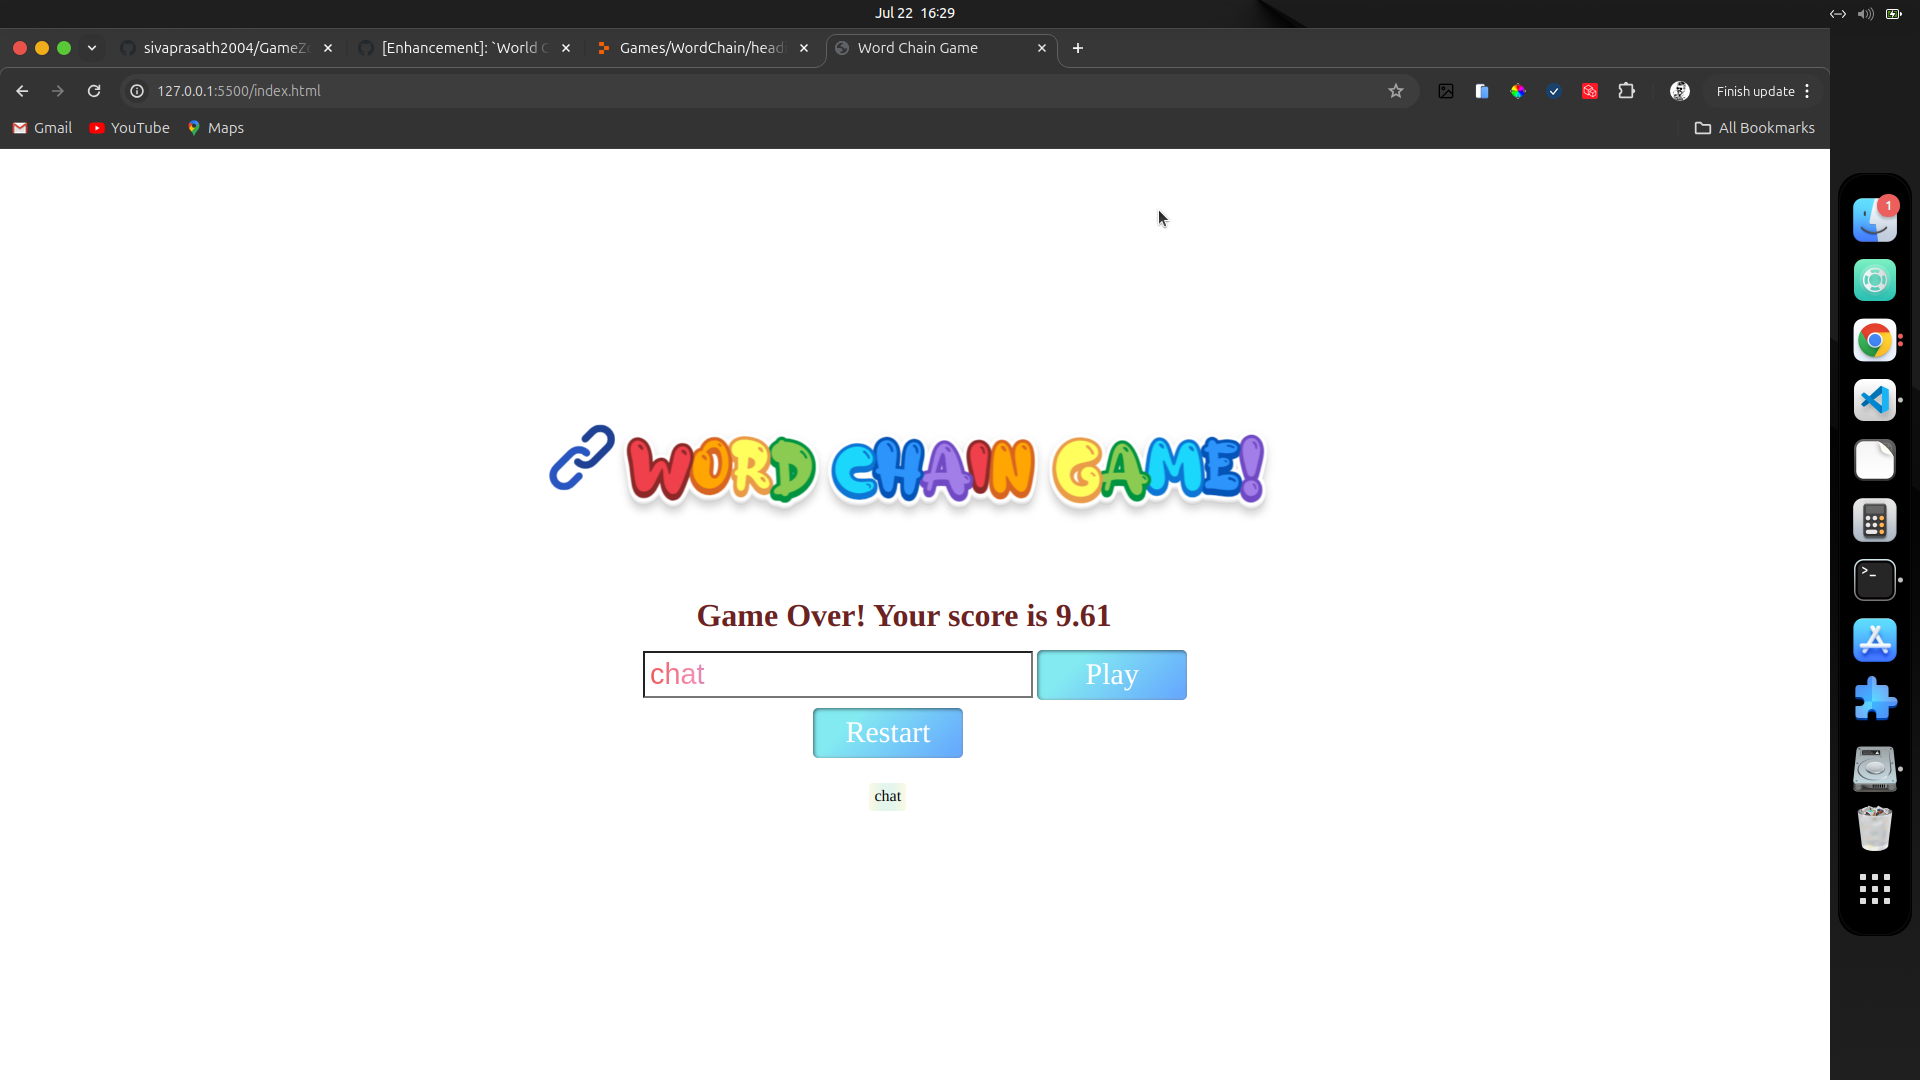 Jul 22 16:29
sivaprasath2004/GameZo
[Enhancement]: `World C
Games/WordChain/headi
Word Chain Game
127.0.0.1:5500/index.html
Finish update
Gmail
YouTube
Maps
All Bookmarks
1
WORD CHAIN GAME!
Game Over! Your score is 9.61
chat
Play
Restart
chat